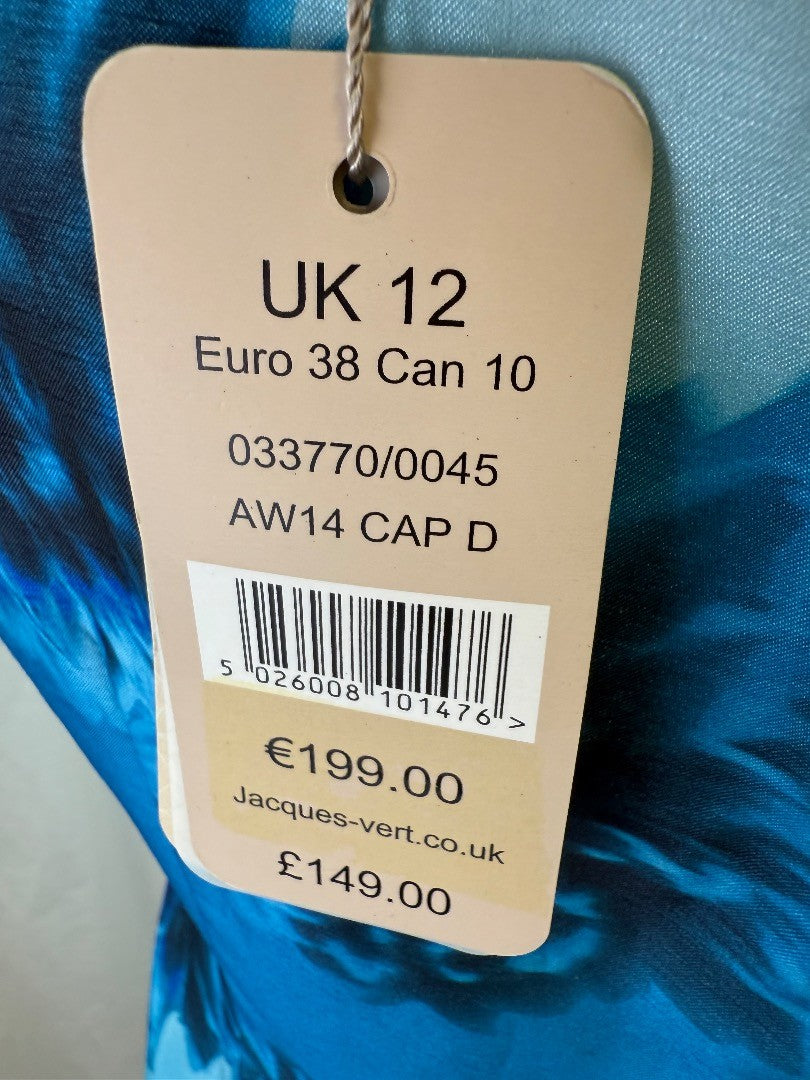 UK 12
Euro 38 Can 10
033770/0045
AW14 CAP D
5 026008 101476 >
€199.00
Jacques-vert.co.uk
£149.00